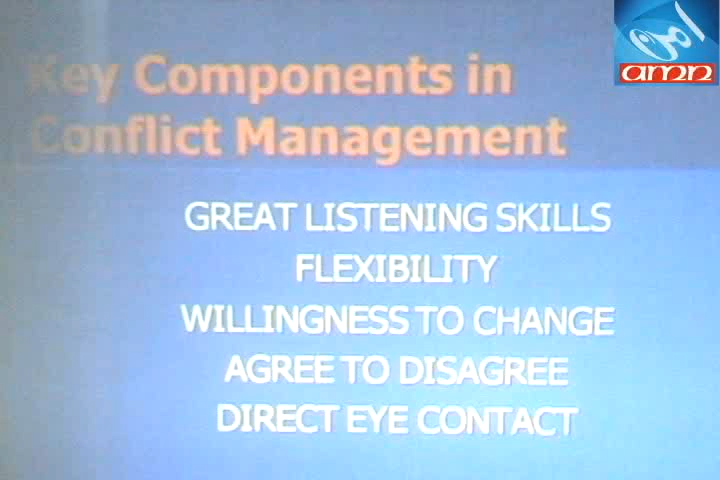 amn
Key Components in
Conflict Management
GREAT LISTENING SKILLS
FLEXIBILITY
WILLINGNESS TO CHANGE
AGREE TO DISAGREE
DIRECT EYE CONTACT